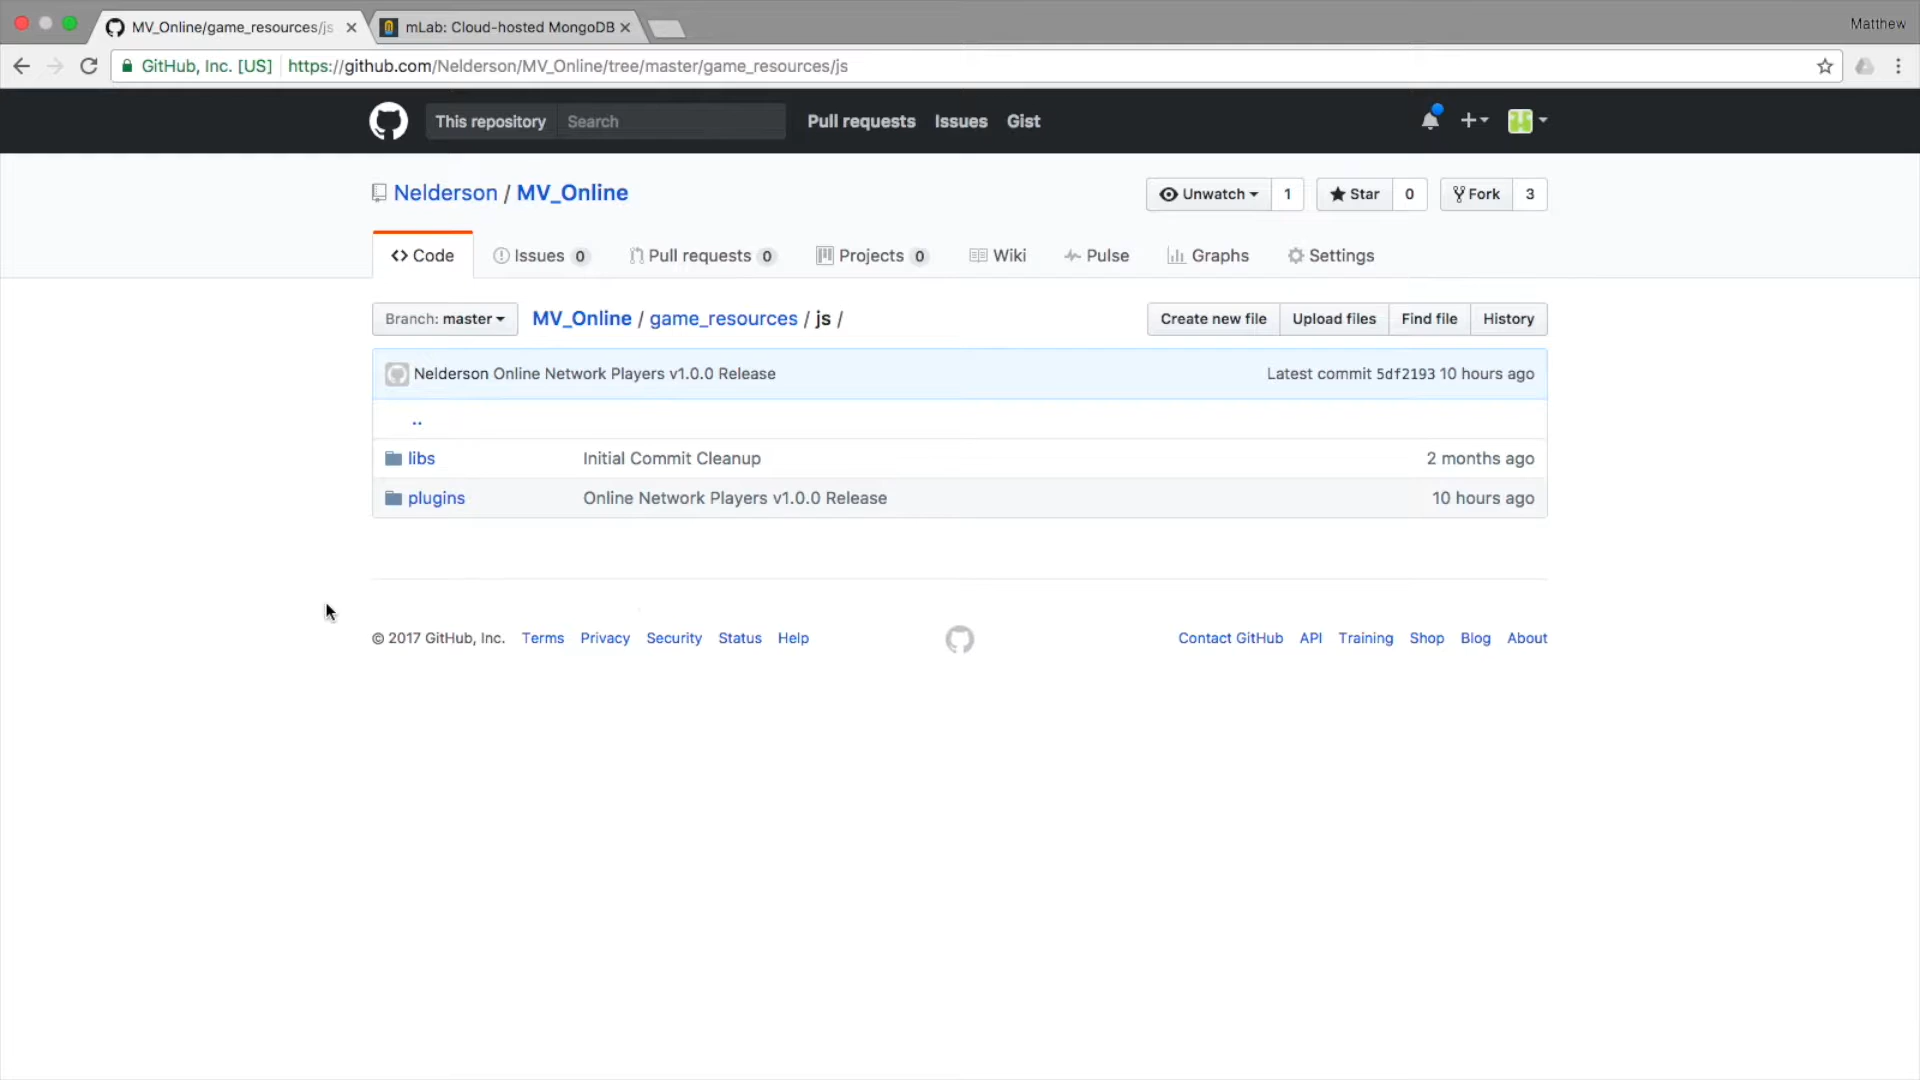 MV_Online/game_resources/js
mLab: Cloud-hosted MongoDB
Matthew
GitHub, Inc. [US] https://github.com/Nelderson/MV_Online/tree/master/game_resources/js
This repository Search Pull requests Issues Gist
Nelderson / MV_Online
Unwatch 1 Star 0 Fork 3
Code Issues 0 Pull requests 0 Projects 0 Wiki Pulse Graphs Settings
Branch: master MV_Online / game_resources / js / Create new file Upload files Find file History
Nelderson Online Network Players v1.0.0 Release Latest commit 5df2193 10 hours ago
..
libs Initial Commit Cleanup 2 months ago
plugins Online Network Players v1.0.0 Release 10 hours ago
© 2017 GitHub, Inc. Terms Privacy Security Status Help Contact GitHub API Training Shop Blog About